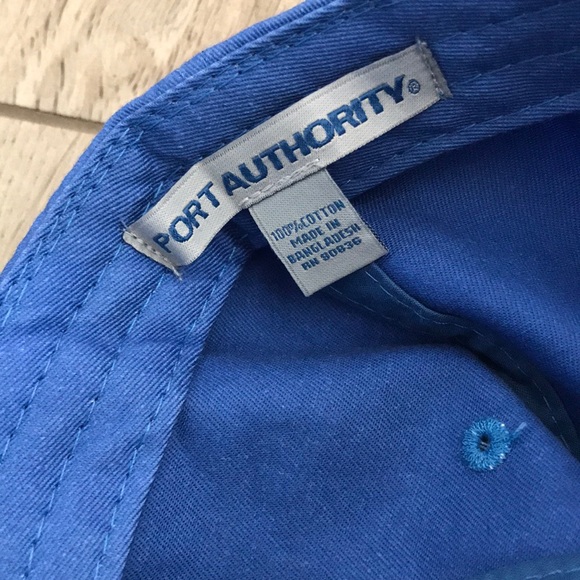 PORT AUTHORITY®
100% COTTON
MADE IN
BANGLADESH
RN 90836